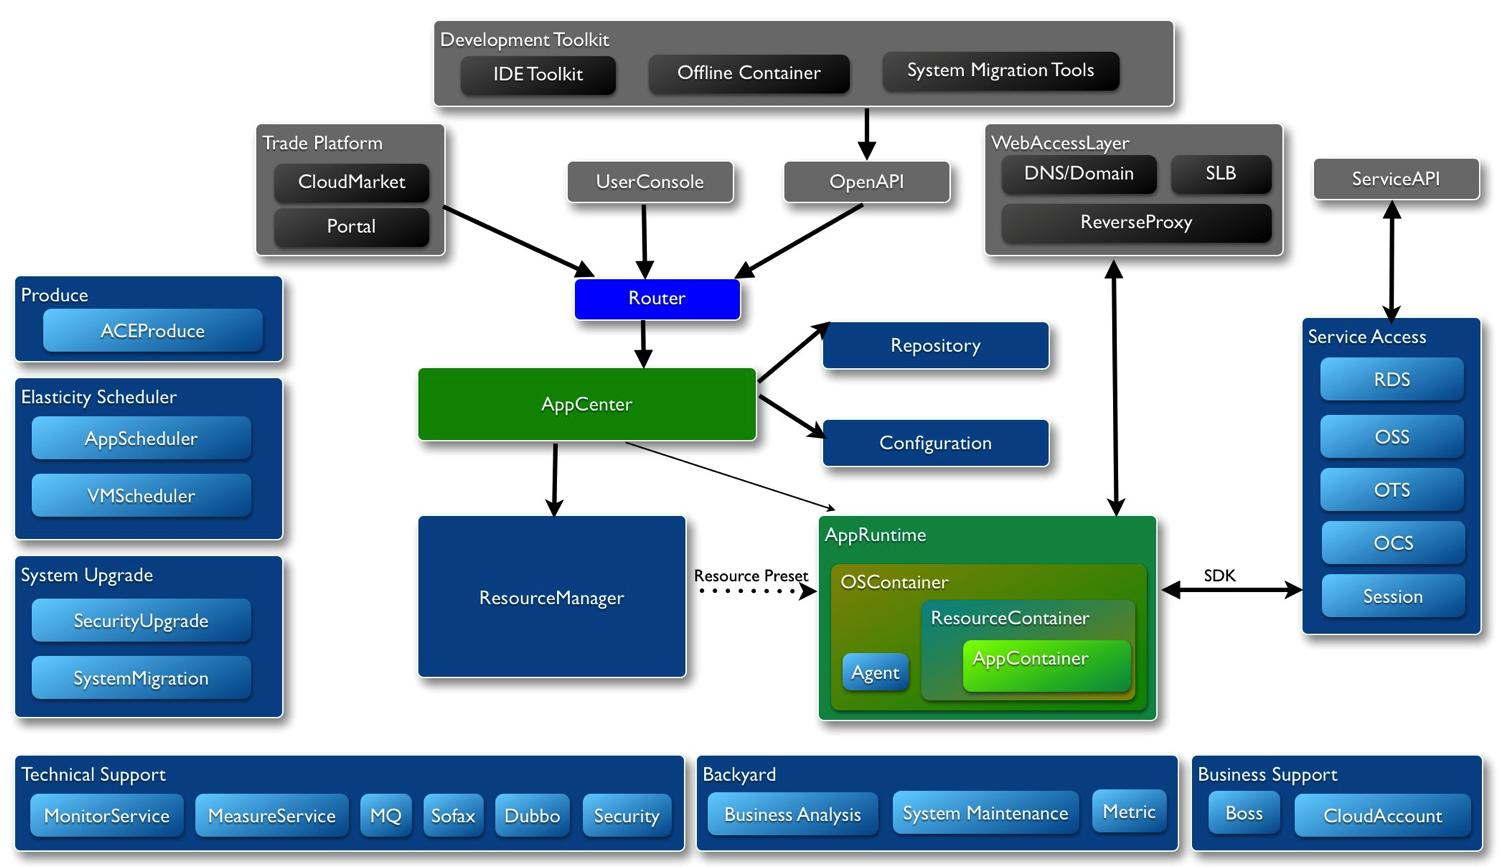 Development Toolkit
IDE Toolkit
Offline Container
System Migration Tools
Trade Platform
CloudMarket
Portal
UserConsole
OpenAPI
WebAccessLayer
DNS/Domain
SLB
ReverseProxy
ServiceAPI
Router
Produce
ACEProduce
Elasticity Scheduler
AppScheduler
VMScheduler
System Upgrade
SecurityUpgrade
SystemMigration
AppCenter
Repository
Configuration
ResourceManager
Resource Preset
AppRuntime
OSContainer
ResourceContainer
AppContainer
Agent
SDK
Service Access
RDS
OSS
OTS
OCS
Session
Technical Support
MonitorService
MeasureService
MQ
Sofax
Dubbo
Security
Backyard
Business Analysis
System Maintenance
Metric
Business Support
Boss
CloudAccount